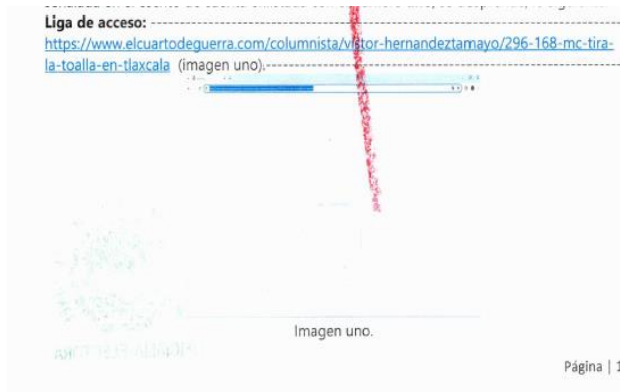 Liga de acceso: ---
https://www.elcuartodeguerra.com/columnista/vistor-hernandeztamayo/296-168-mc-tira-
la-toalla-en-tlaxcala (imagen uno).---
Imagen uno.
Página | 1